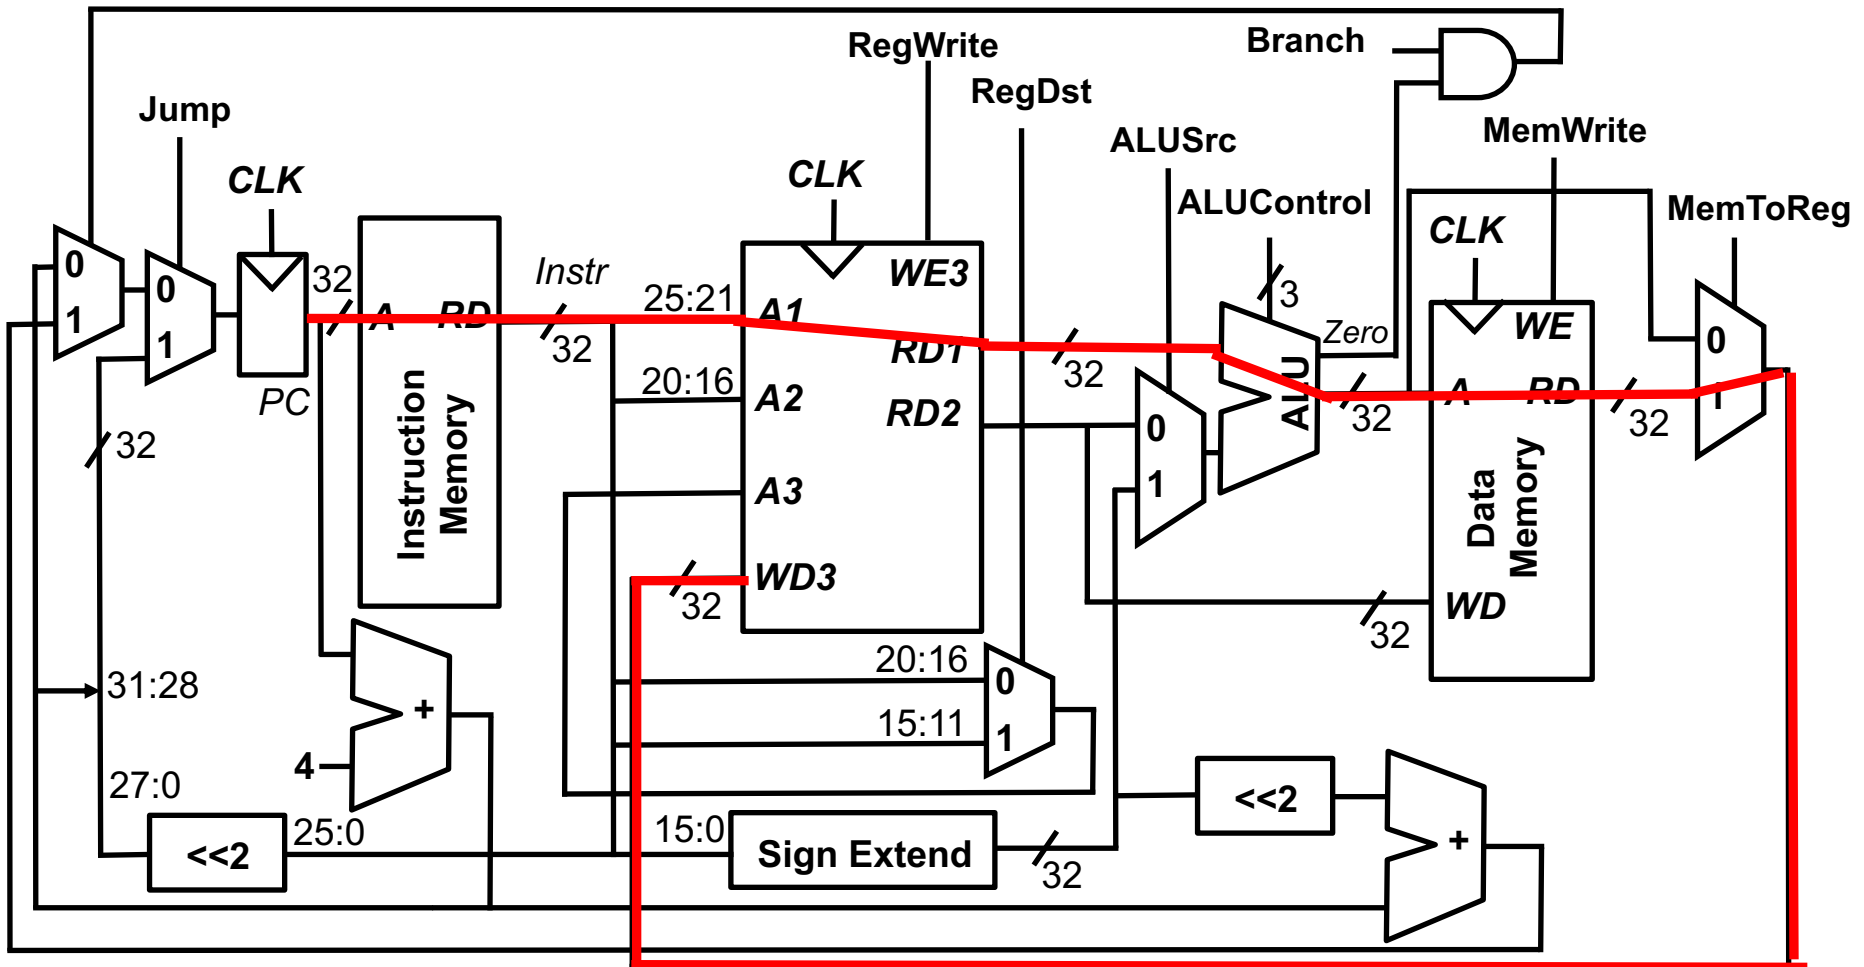 RegWrite
Branch
RegDst
Jump
ALUSrc
MemWrite
CLK
CLK
ALUControl
MemToReg
CLK
0
1
0
1
32
A
RD
Instr
32
25:21
A1
WE3
RD1
32
3
Zero
WE
0
1
PC
20:16
A2
RD2
0
1
ALU
32
A
RD
32
32
Instruction
Memory
A3
Data
Memory
WD3
32
WD
32
31:28
+
4
20:16
0
15:11
1
27:0
<<2
25:0
15:0
Sign Extend
32
<<2
+